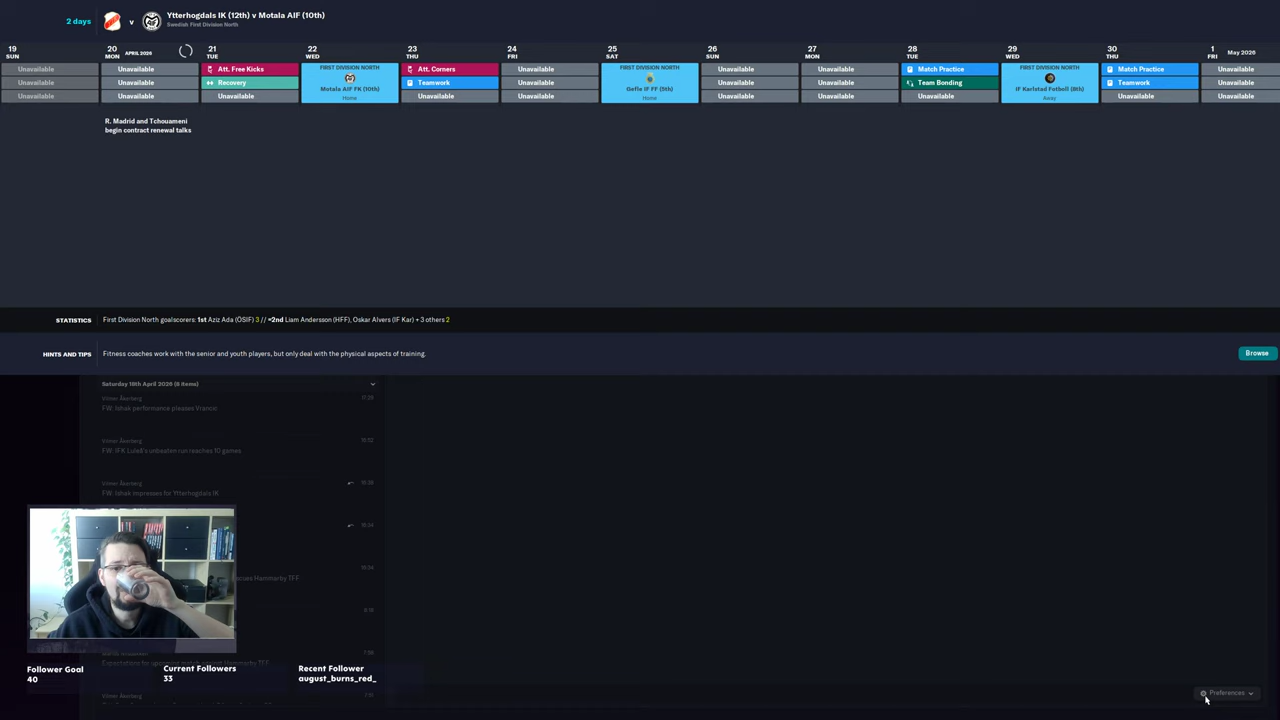 2 days
Ytterhogdals IK (12th) v Motala AIF (10th)
Swedish First Division North
v
19
SUN
20
MON
APRIL 2026
21
TUE
22
WED
23
THU
24
FRI
25
SAT
26
SUN
27
MON
28
TUE
29
WED
30
THU
1
FRI
May 2026
Unavailable
Unavailable
Unavailable
Unavailable
Unavailable
Unavailable
Att. Free Kicks
Recovery
Unavailable
FIRST DIVISION NORTH
Motala AIF FK (10th)
Home
Att. Corners
Teamwork
Unavailable
Unavailable
Unavailable
Unavailable
FIRST DIVISION NORTH
Gefle IF FF (5th)
Home
Unavailable
Unavailable
Unavailable
Unavailable
Unavailable
Unavailable
Match Practice
Team Bonding
Unavailable
FIRST DIVISION NORTH
IF Karlstad Fotboll (8th)
Away
Match Practice
Teamwork
Unavailable
Unavailable
Unavailable
Unavailable
R. Madrid and Tchouameni
begin contract renewal talks
STATISTICS
First Division North goalscorers: 1st Aziz Ada (ÖSIF) 3 // =2nd Liam Andersson (HFF), Oskar Alvers (IF Kar) + 3 others 2
HINTS AND TIPS
Fitness coaches work with the senior and youth players, but only deal with the physical aspects of training.
Browse
Saturday 18th April 2026 (8 items)
Vilmer Åkerberg
FW: Ishak performance pleases Vrancic
Vilmer Åkerberg
FW: IFK Luleå's unbeaten run reaches 10 games
Vilmer Åkerberg
FW: Ishak impresses for Ytterhogdals IK
rescues Hammarby TFF
Follower Goal
40
Current Followers
33
Recent Follower
august_burns_red_
Preferences